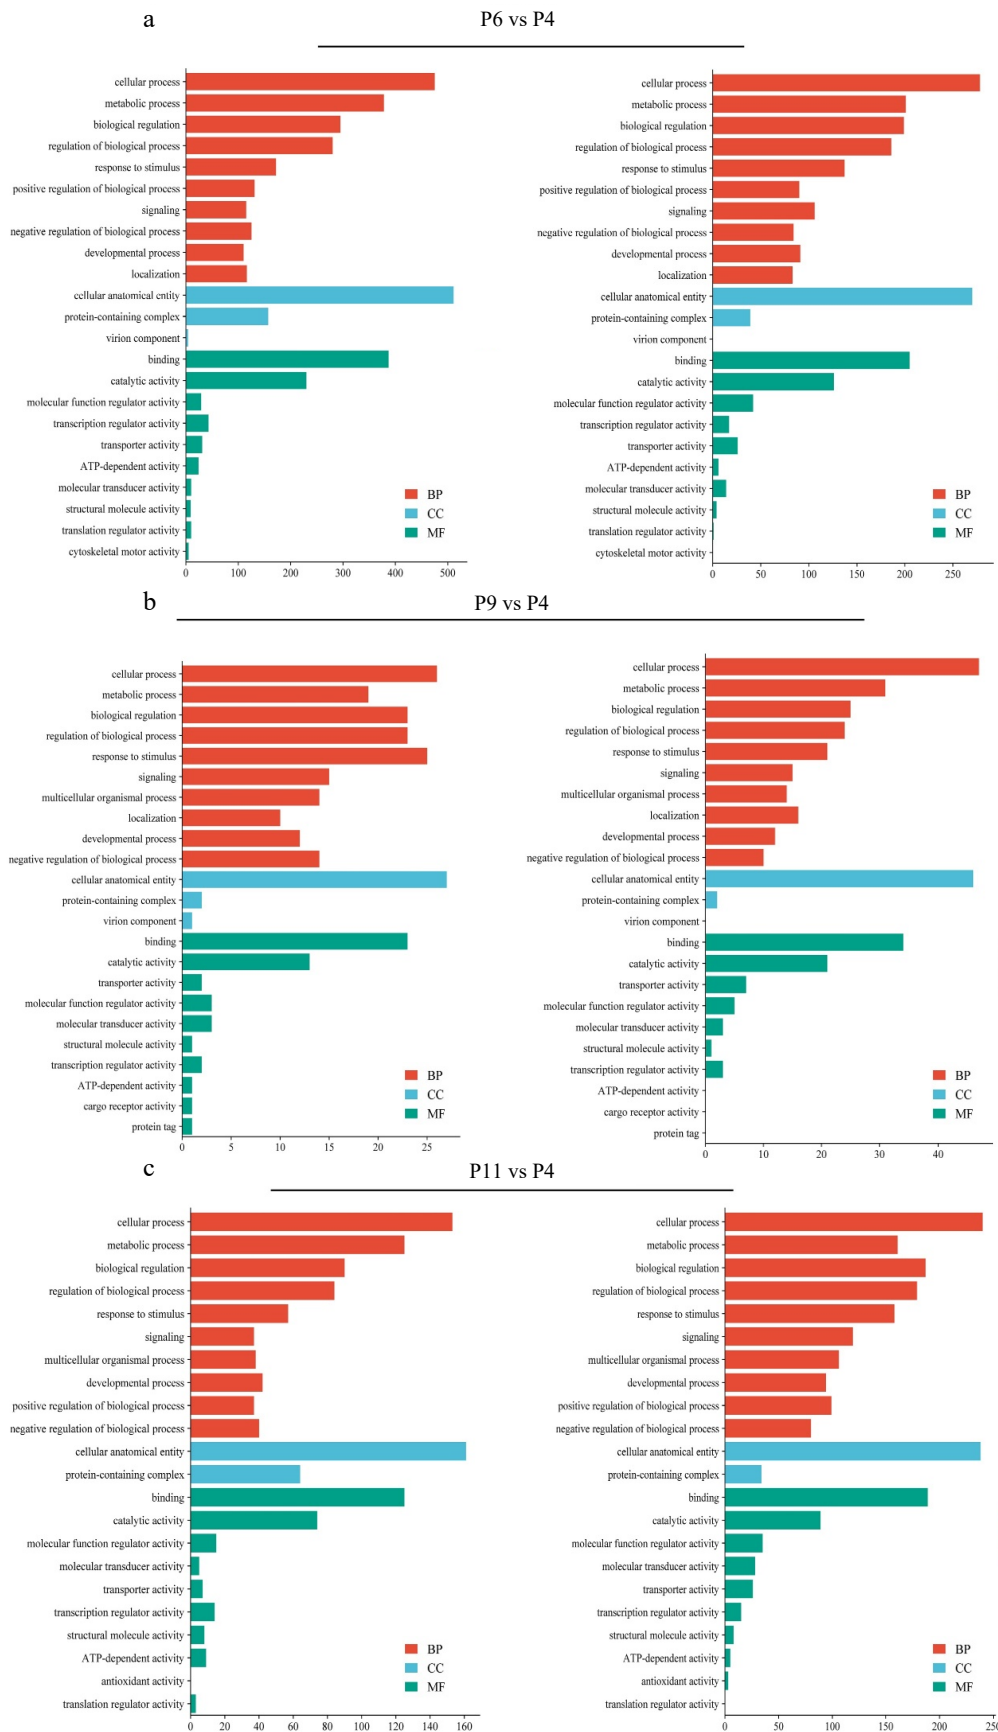 a
P6 vs P4
cellular process
metabolic process
biological regulation
regulation of biological process
response to stimulus
positive regulation of biological process
signaling
negative regulation of biological process
developmental process
localization
cellular anatomical entity
protein-containing complex
virion component
binding
catalytic activity
molecular function regulator activity
transcription regulator activity
transporter activity
ATP-dependent activity
molecular transducer activity
structural molecule activity
translation regulator activity
cytoskeletal motor activity
BP
CC
MF
0 100 200 300 400 500
cellular process
metabolic process
biological regulation
regulation of biological process
response to stimulus
positive regulation of biological process
signaling
negative regulation of biological process
developmental process
localization
cellular anatomical entity
protein-containing complex
virion component
binding
catalytic activity
molecular function regulator activity
transcription regulator activity
transporter activity
ATP-dependent activity
molecular transducer activity
structural molecule activity
translation regulator activity
cytoskeletal motor activity
BP
CC
MF
0 50 100 150 200 250
b
P9 vs P4
cellular process
metabolic process
biological regulation
regulation of biological process
response to stimulus
signaling
multicellular organismal process
localization
developmental process
negative regulation of biological process
cellular anatomical entity
protein-containing complex
virion component
binding
catalytic activity
transporter activity
molecular function regulator activity
molecular transducer activity
structural molecule activity
transcription regulator activity
ATP-dependent activity
cargo receptor activity
protein tag
BP
CC
MF
0 5 10 15 20 25
cellular process
metabolic process
biological regulation
regulation of biological process
response to stimulus
signaling
multicellular organismal process
localization
developmental process
negative regulation of biological process
cellular anatomical entity
protein-containing complex
virion component
binding
catalytic activity
transporter activity
molecular function regulator activity
molecular transducer activity
structural molecule activity
transcription regulator activity
ATP-dependent activity
cargo receptor activity
protein tag
BP
CC
MF
0 10 20 30 40
c
P11 vs P4
cellular process
metabolic process
biological regulation
regulation of biological process
response to stimulus
signaling
multicellular organismal process
developmental process
positive regulation of biological process
negative regulation of biological process
cellular anatomical entity
protein-containing complex
binding
catalytic activity
molecular function regulator activity
molecular transducer activity
transporter activity
transcription regulator activity
structural molecule activity
ATP-dependent activity
antioxidant activity
translation regulator activity
BP
CC
MF
0 20 40 60 80 100 120 140 160
cellular process
metabolic process
biological regulation
regulation of biological process
response to stimulus
signaling
multicellular organismal process
developmental process
positive regulation of biological process
negative regulation of biological process
cellular anatomical entity
protein-containing complex
binding
catalytic activity
molecular function regulator activity
molecular transducer activity
transporter activity
transcription regulator activity
structural molecule activity
ATP-dependent activity
antioxidant activity
translation regulator activity
BP
CC
MF
0 50 100 150 200 250